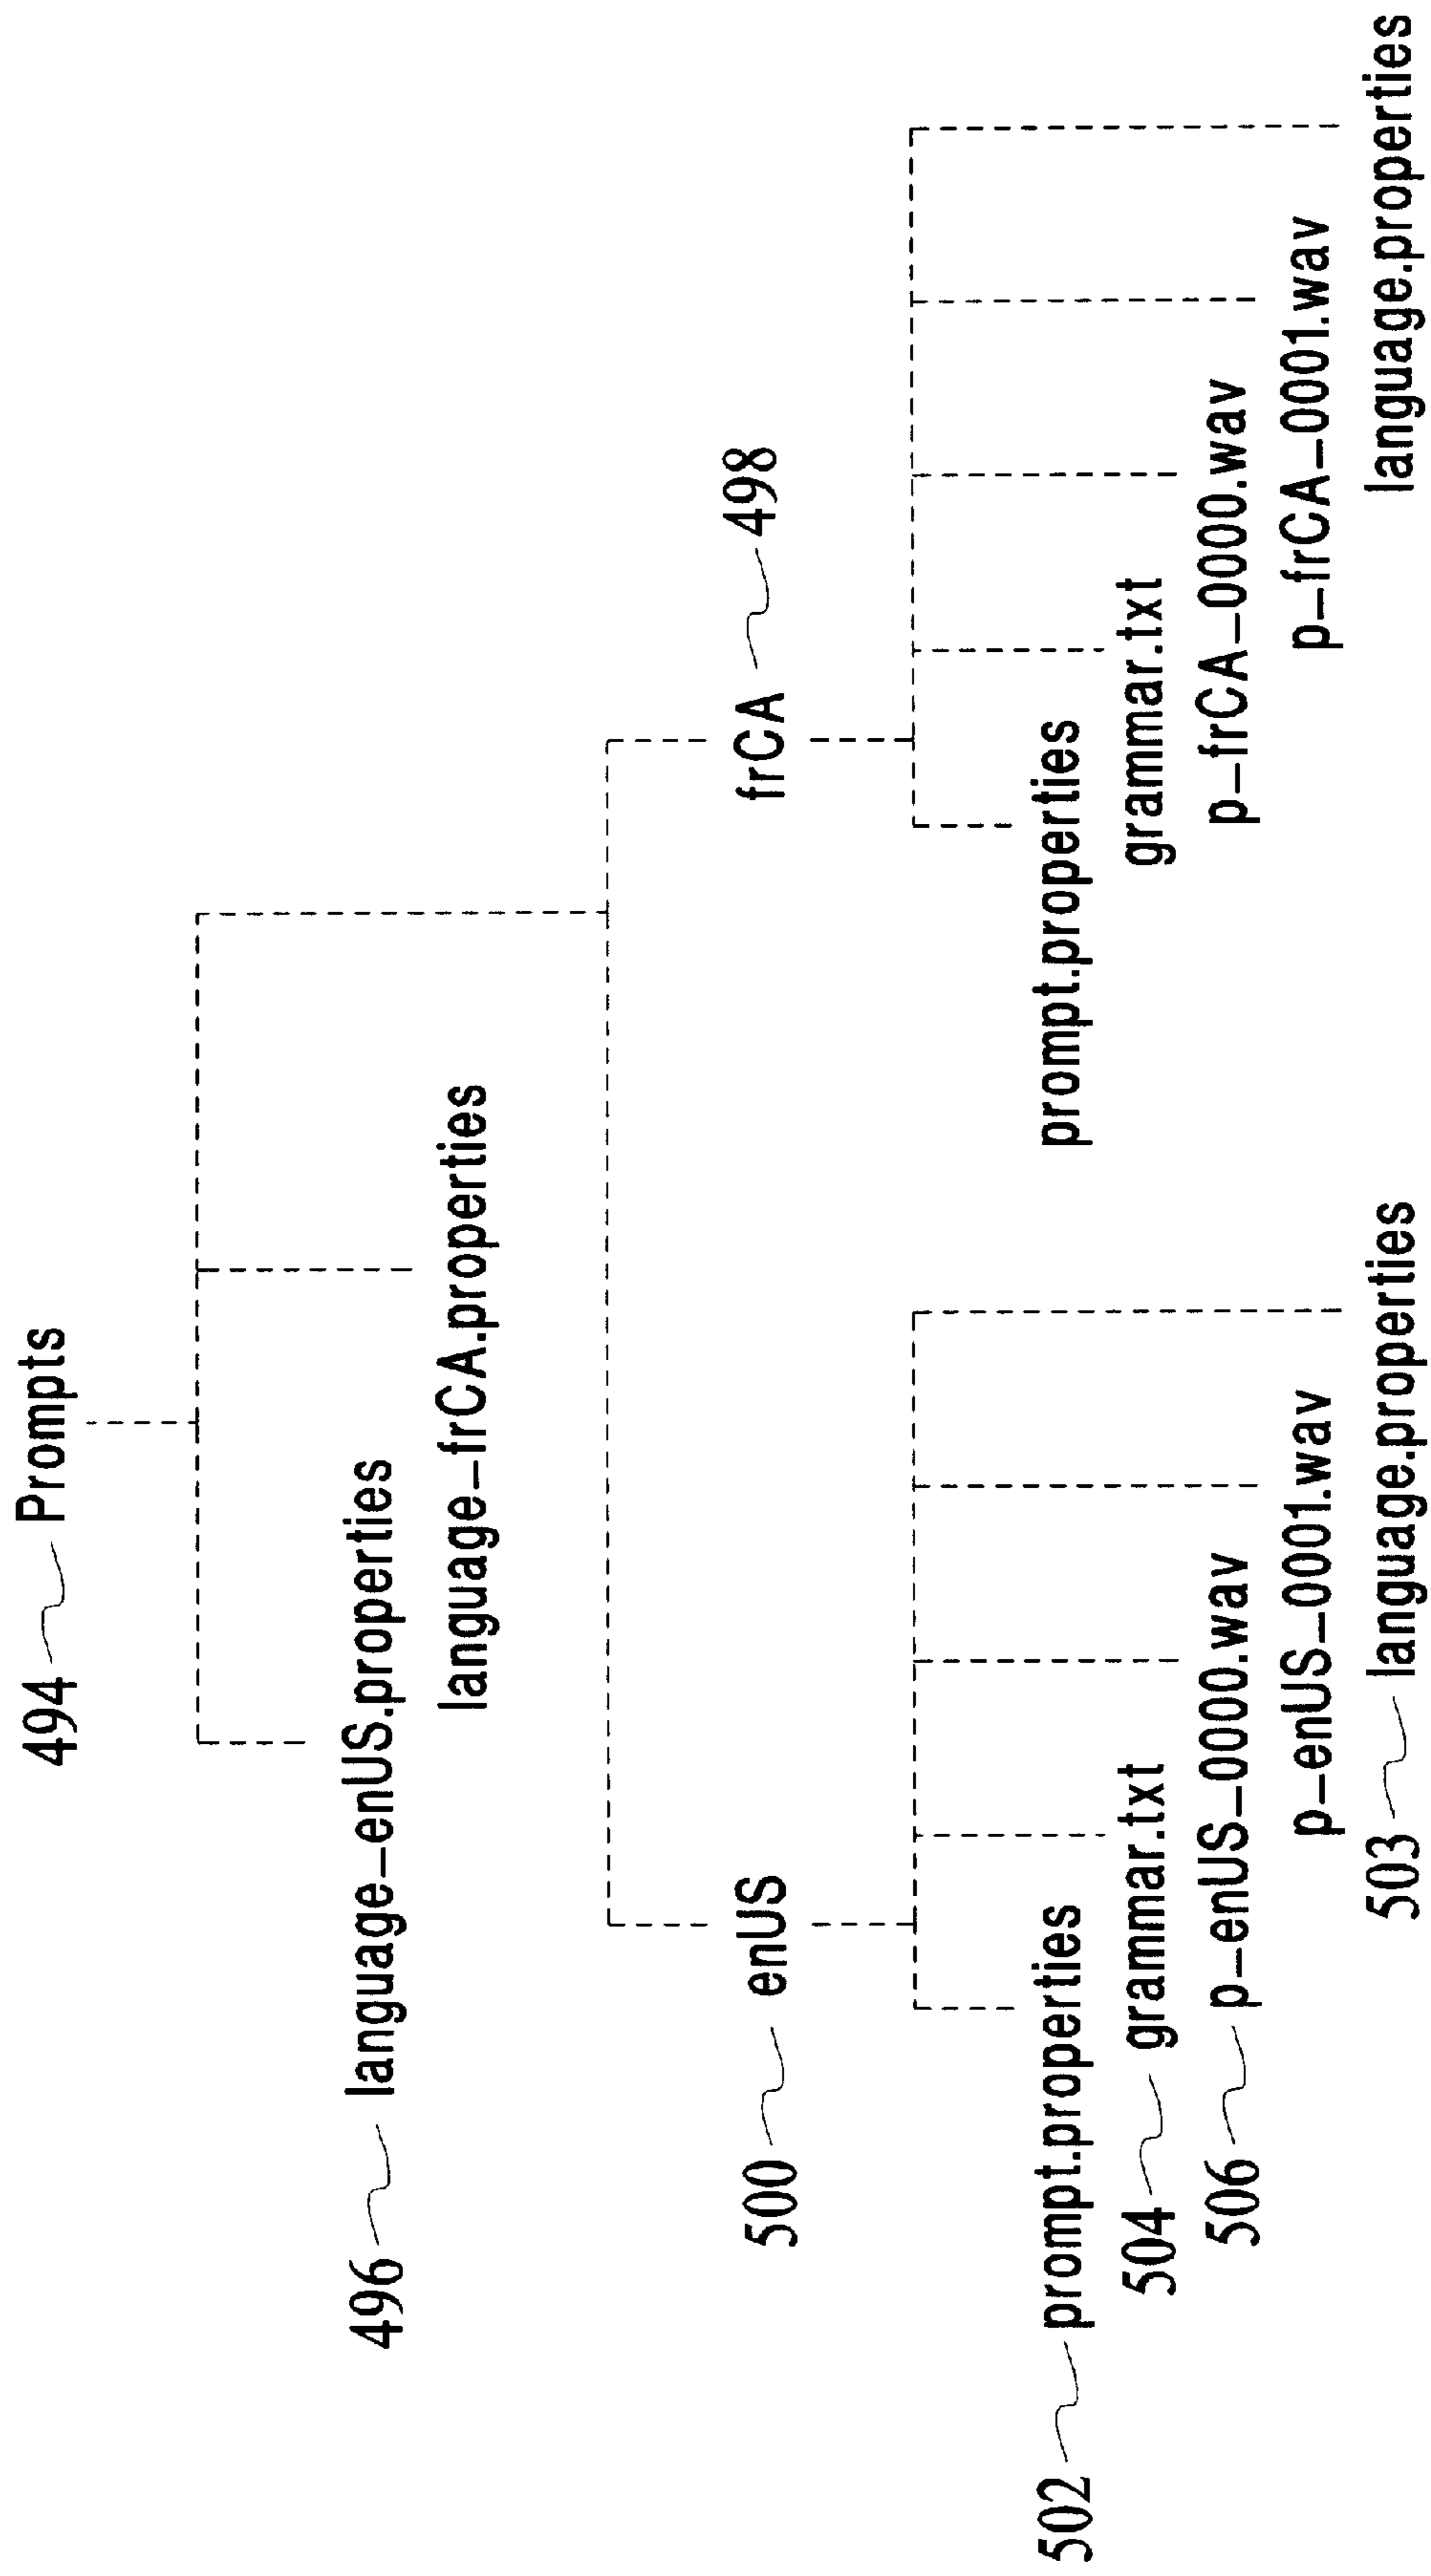 494 Prompts
496 language-enUS.properties
language-frCA.properties
500 enUS
frCA 498
502 prompt.properties
504 grammar.txt
506 p-enUS-0000.wav
p-enUS-0001.wav
503 language.properties
prompt.properties
grammar.txt
p-frCA-0000.wav
p-frCA-0001.wav
language.properties